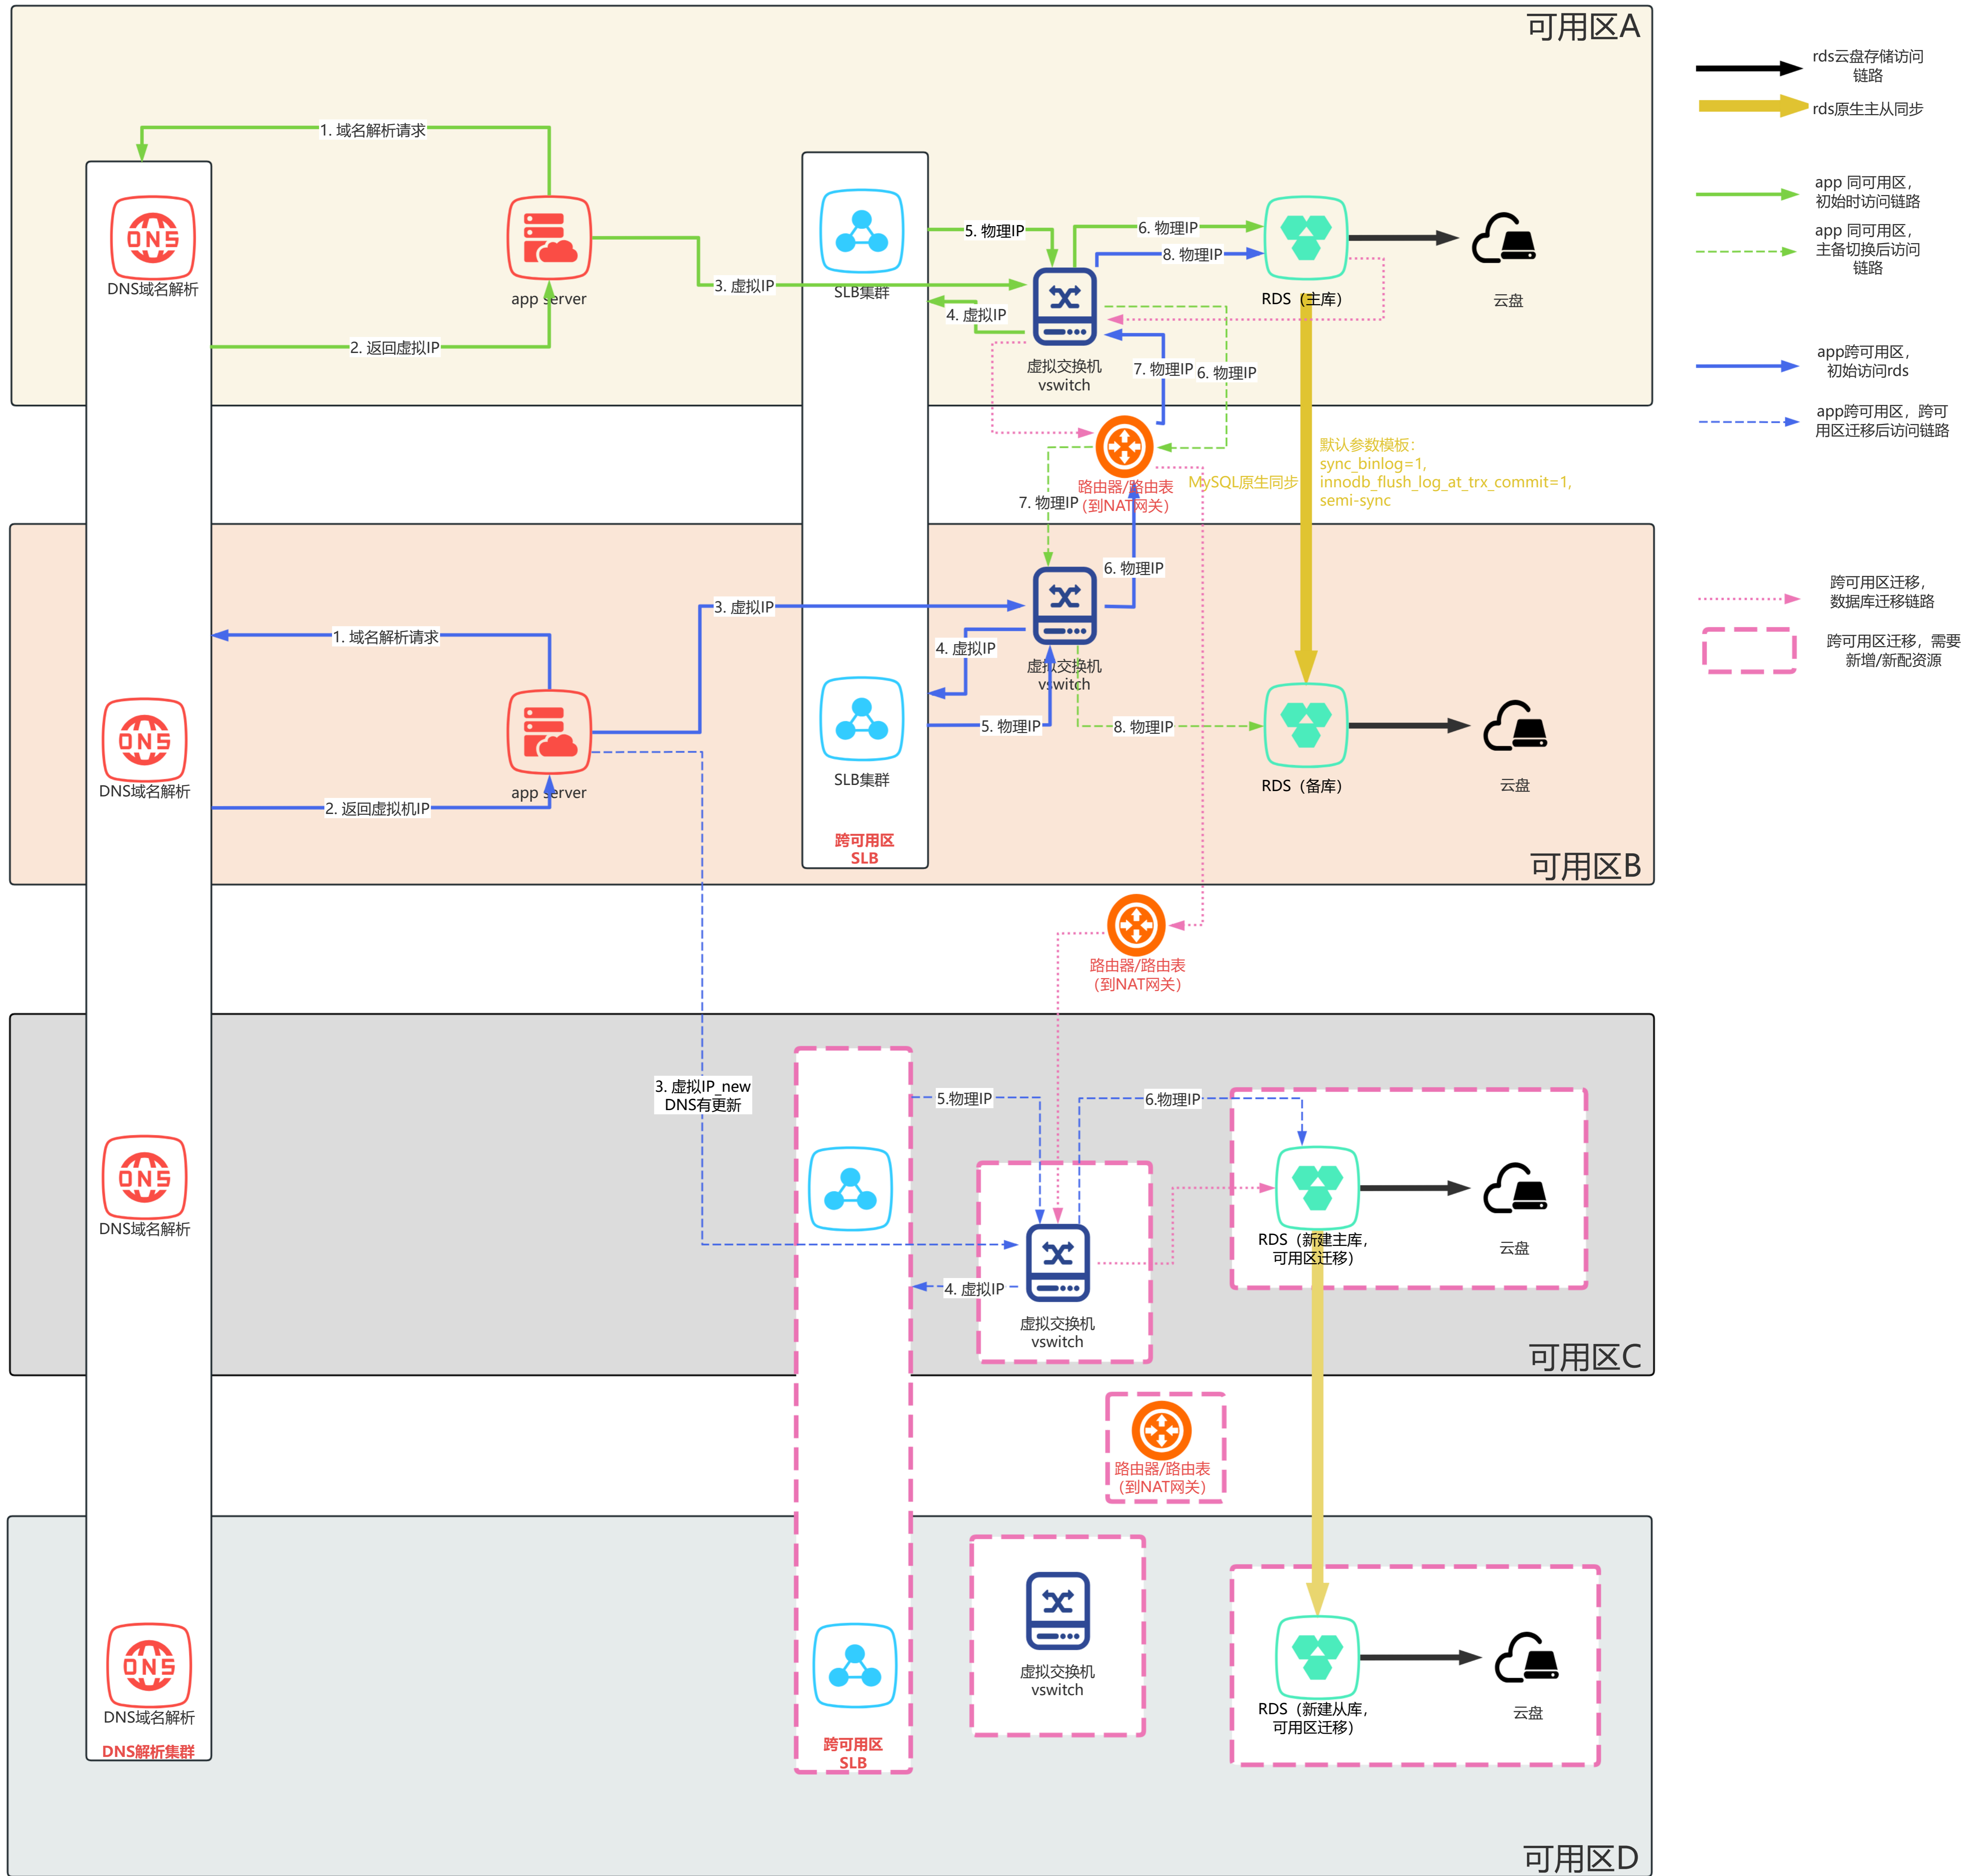 可用区A
1. 域名解析请求
DNS
DNS域名解析
app server
2. 返回虚拟IP
3. 虚拟IP
SLB集群
4. 虚拟IP
5. 物理IP
6. 物理IP
8. 物理IP
虚拟交换机
vswitch
7. 物理IP
6. 物理IP
RDS（主库）
云盘
路由器/路由表
（到NAT网关）
7. 物理IP
MySQL原生同步
默认参数模板：
sync_binlog=1,
innodb_flush_log_at_trx_commit=1,
semi-sync
可用区B
1. 域名解析请求
DNS
DNS域名解析
app server
2. 返回虚拟机IP
3. 虚拟IP
4. 虚拟IP
SLB集群
5. 物理IP
6. 物理IP
虚拟交换机
vswitch
8. 物理IP
RDS（备库）
云盘
跨可用区
SLB
路由器/路由表
（到NAT网关）
3. 虚拟IP_new
DNS有更新
DNS
DNS域名解析
5.物理IP
6.物理IP
4. 虚拟IP
虚拟交换机
vswitch
RDS（新建主库，
可用区迁移）
云盘
可用区C
路由器/路由表
（到NAT网关）
DNS
DNS域名解析
DNS解析集群
跨可用区
SLB
虚拟交换机
vswitch
RDS（新建从库，
可用区迁移）
云盘
可用区D
rds云盘存储访问
链路
rds原生主从同步
app 同可用区，
初始时访问链路
app 同可用区，
主备切换后访问
链路
app跨可用区，
初始访问rds
app跨可用区，跨可
用区迁移后访问链路
跨可用区迁移，
数据库迁移链路
跨可用区迁移，需要
新增/新配资源